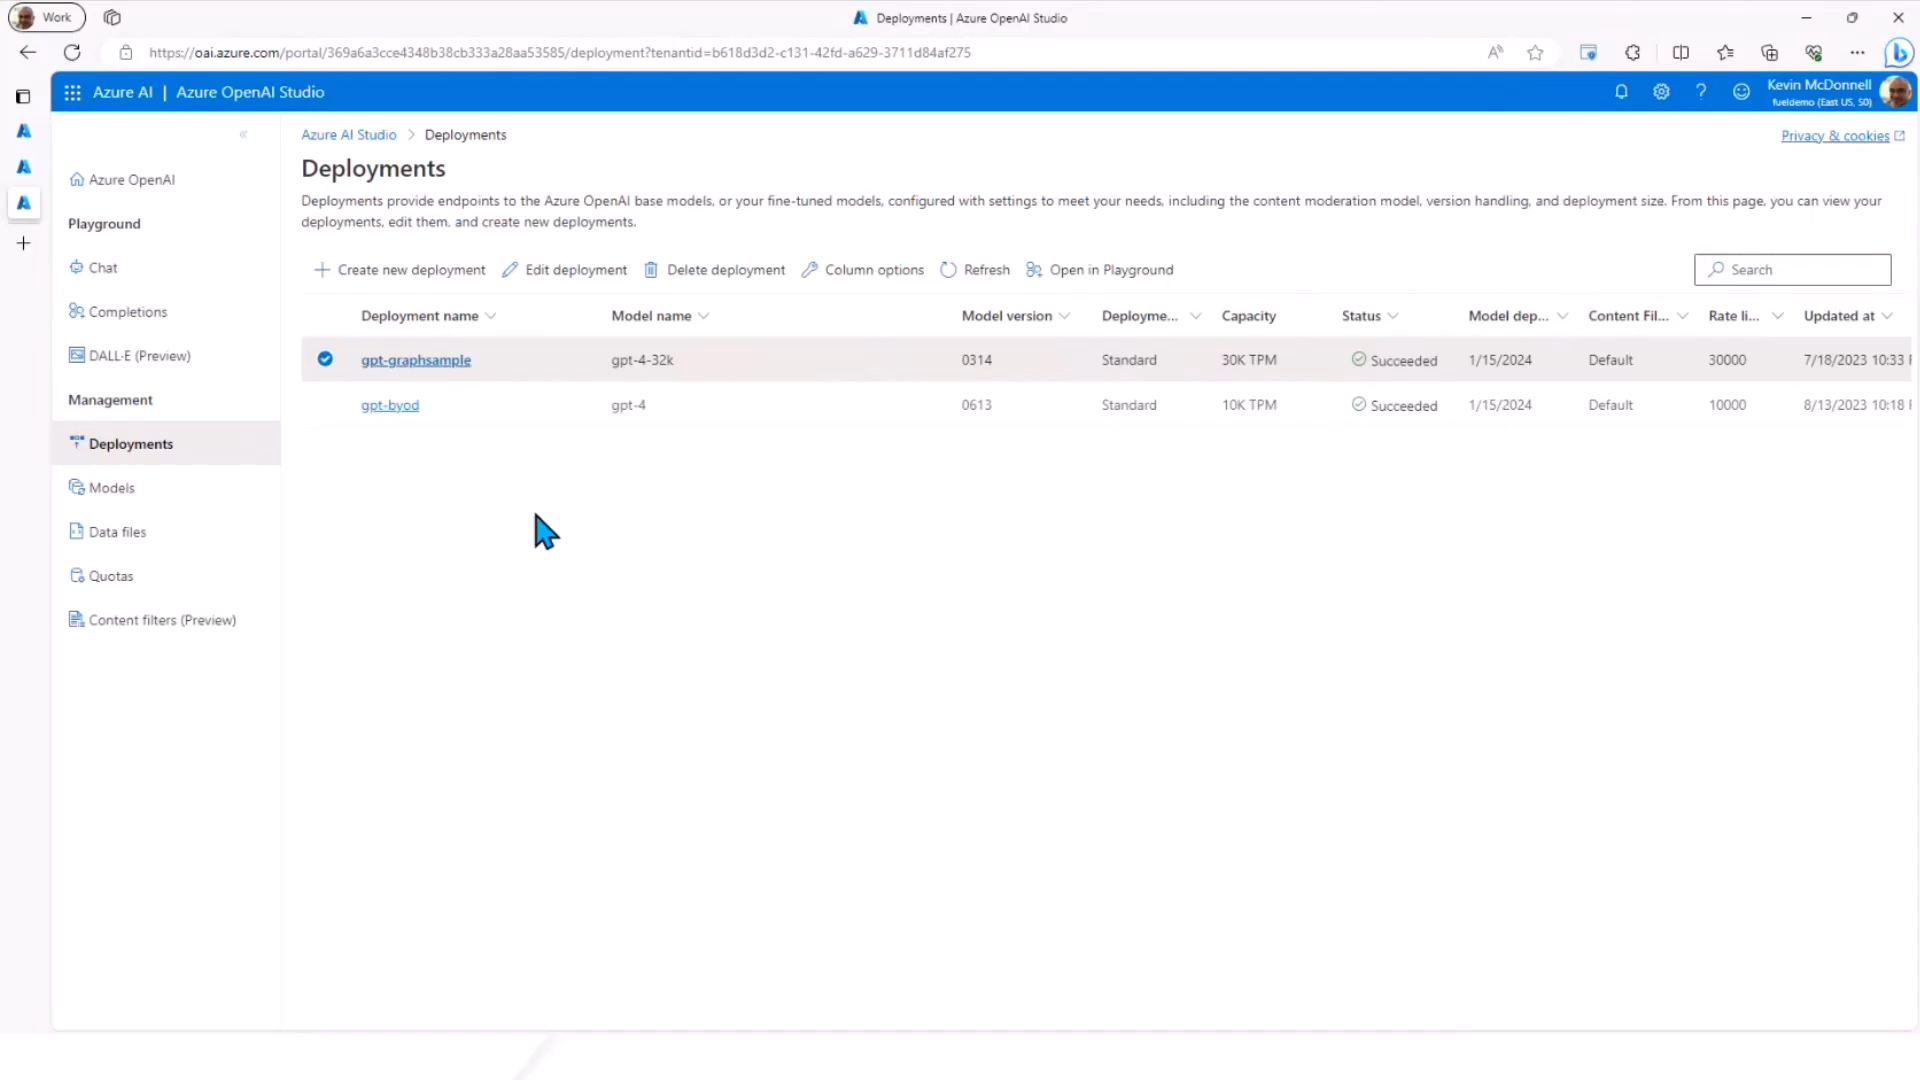 Work
Deployments | Azure OpenAI Studio
https://oai.azure.com/portal/369a6a3cce4348b38cb333a28aa53585/deployment?tenantid=b618d3d2-c131-42fd-a629-3711d84af275
Azure AI | Azure OpenAI Studio
Kevin McDonnell
fueldemo (East US, S0)
Azure AI Studio > Deployments
Privacy & cookies
Deployments
Deployments provide endpoints to the Azure OpenAI base models, or your fine-tuned models, configured with settings to meet your needs, including the content moderation model, version handling, and deployment size. From this page, you can view your
deployments, edit them, and create new deployments.
Azure OpenAI
Playground
Chat
Completions
DALL·E (Preview)
Management
Deployments
Models
Data files
Quotas
Content filters (Preview)
Create new deployment Edit deployment Delete deployment Column options Refresh Open in Playground Search
Deployment name Model name Model version Deployme... Capacity Status Model dep... Content Fil... Rate li... Updated at
gpt-graphsample gpt-4-32k 0314 Standard 30K TPM Succeeded 1/15/2024 Default 30000 7/18/2023 10:33
gpt-byod gpt-4 0613 Standard 10K TPM Succeeded 1/15/2024 Default 10000 8/13/2023 10:18